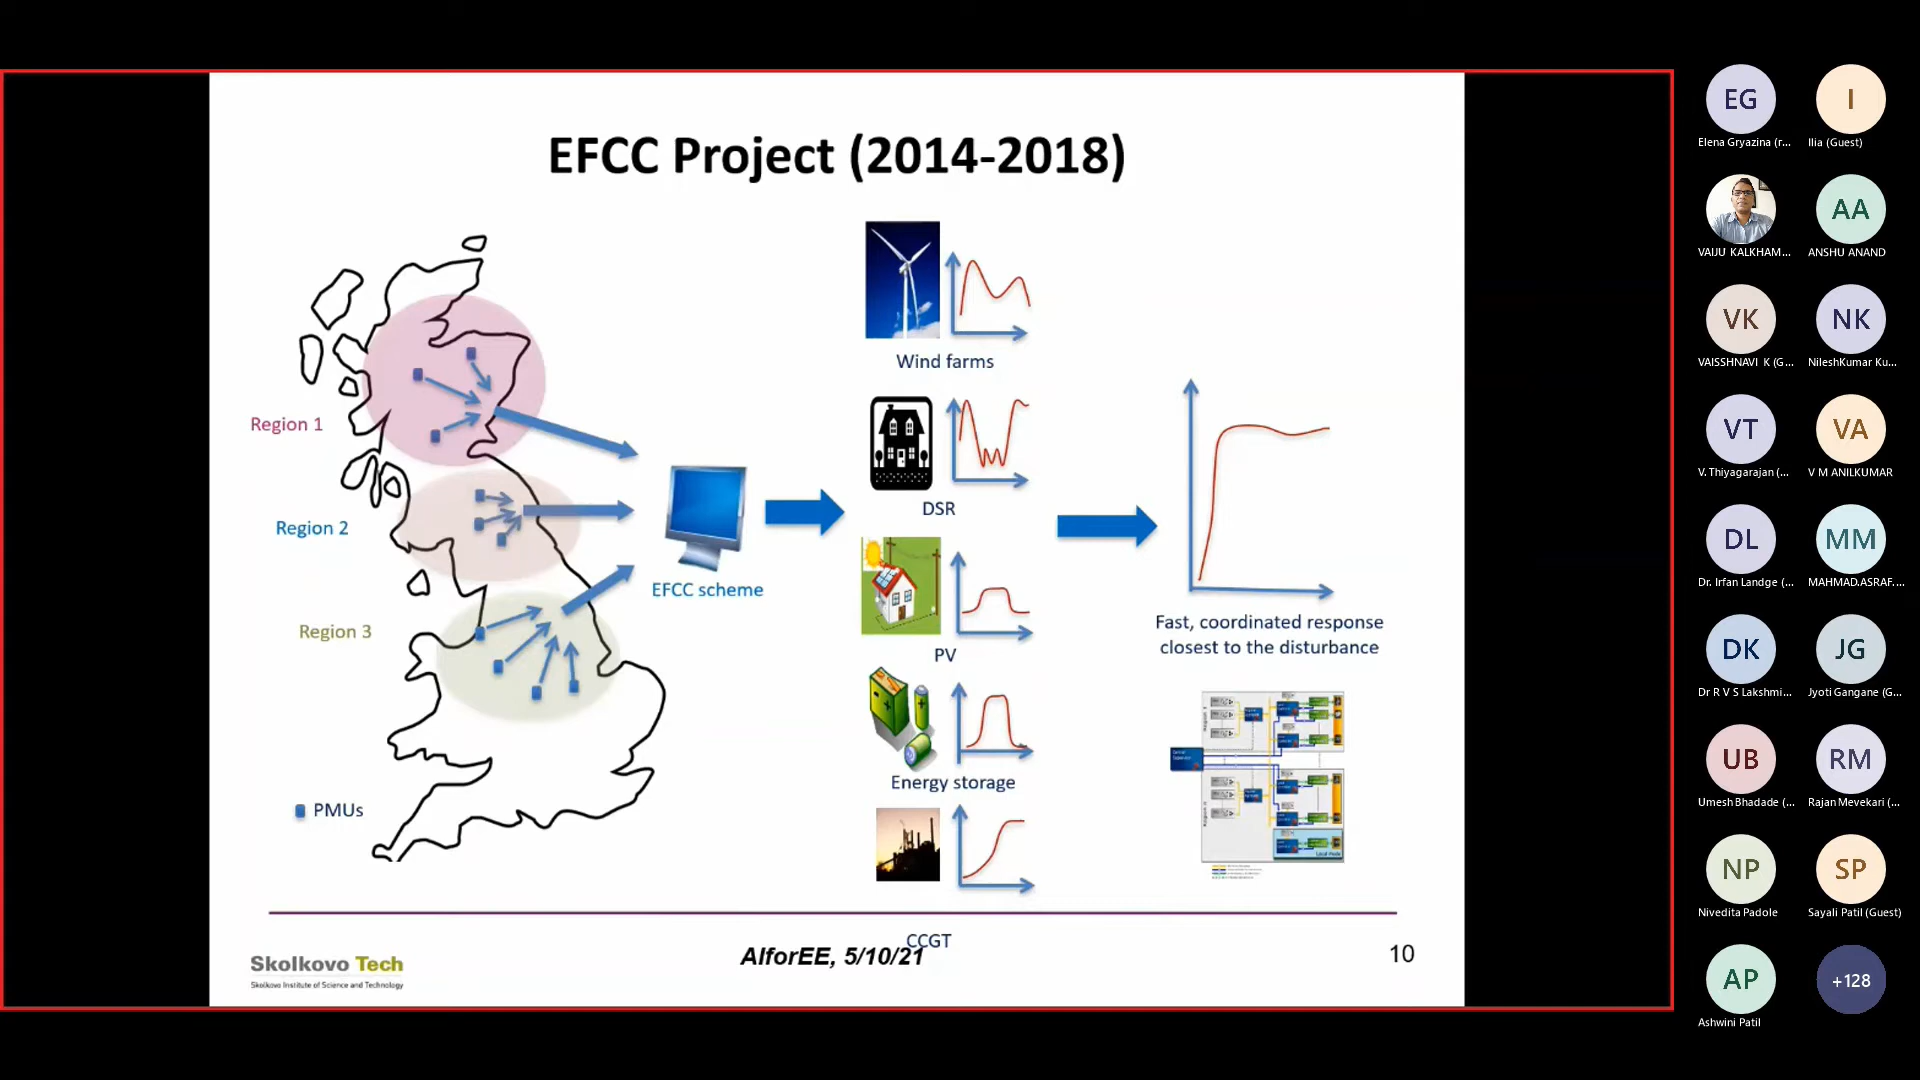 EFCC Project (2014-2018)
Region 1
Region 2
Region 3
PMUs
EFCC scheme
Wind farms
DSR
PV
Energy storage
CCGT
Fast, coordinated response
closest to the disturbance
Skolkovo Tech
Skolkovo Institute of Science and Technology
AIforEE, 5/10/21
10
EG
Elena Gryazina (r...
I
Ilia (Guest)
VAIJU KALKHAM...
AA
ANSHU ANAND
VK
VAISSHNAVI K (G...
NK
NileshKumar Ku...
VT
V. Thiyagarajan (...
VA
V M ANILKUMAR
DL
Dr. Irfan Landge (...
MM
MAHMAD.ASRAF....
DK
Dr R V S Lakshmi...
JG
Jyoti Gangane (G...
UB
Umesh Bhadade (...
RM
Rajan Mevekari (...
NP
Nivedita Padole
SP
Sayali Patil (Guest)
AP
Ashwini Patil
+128